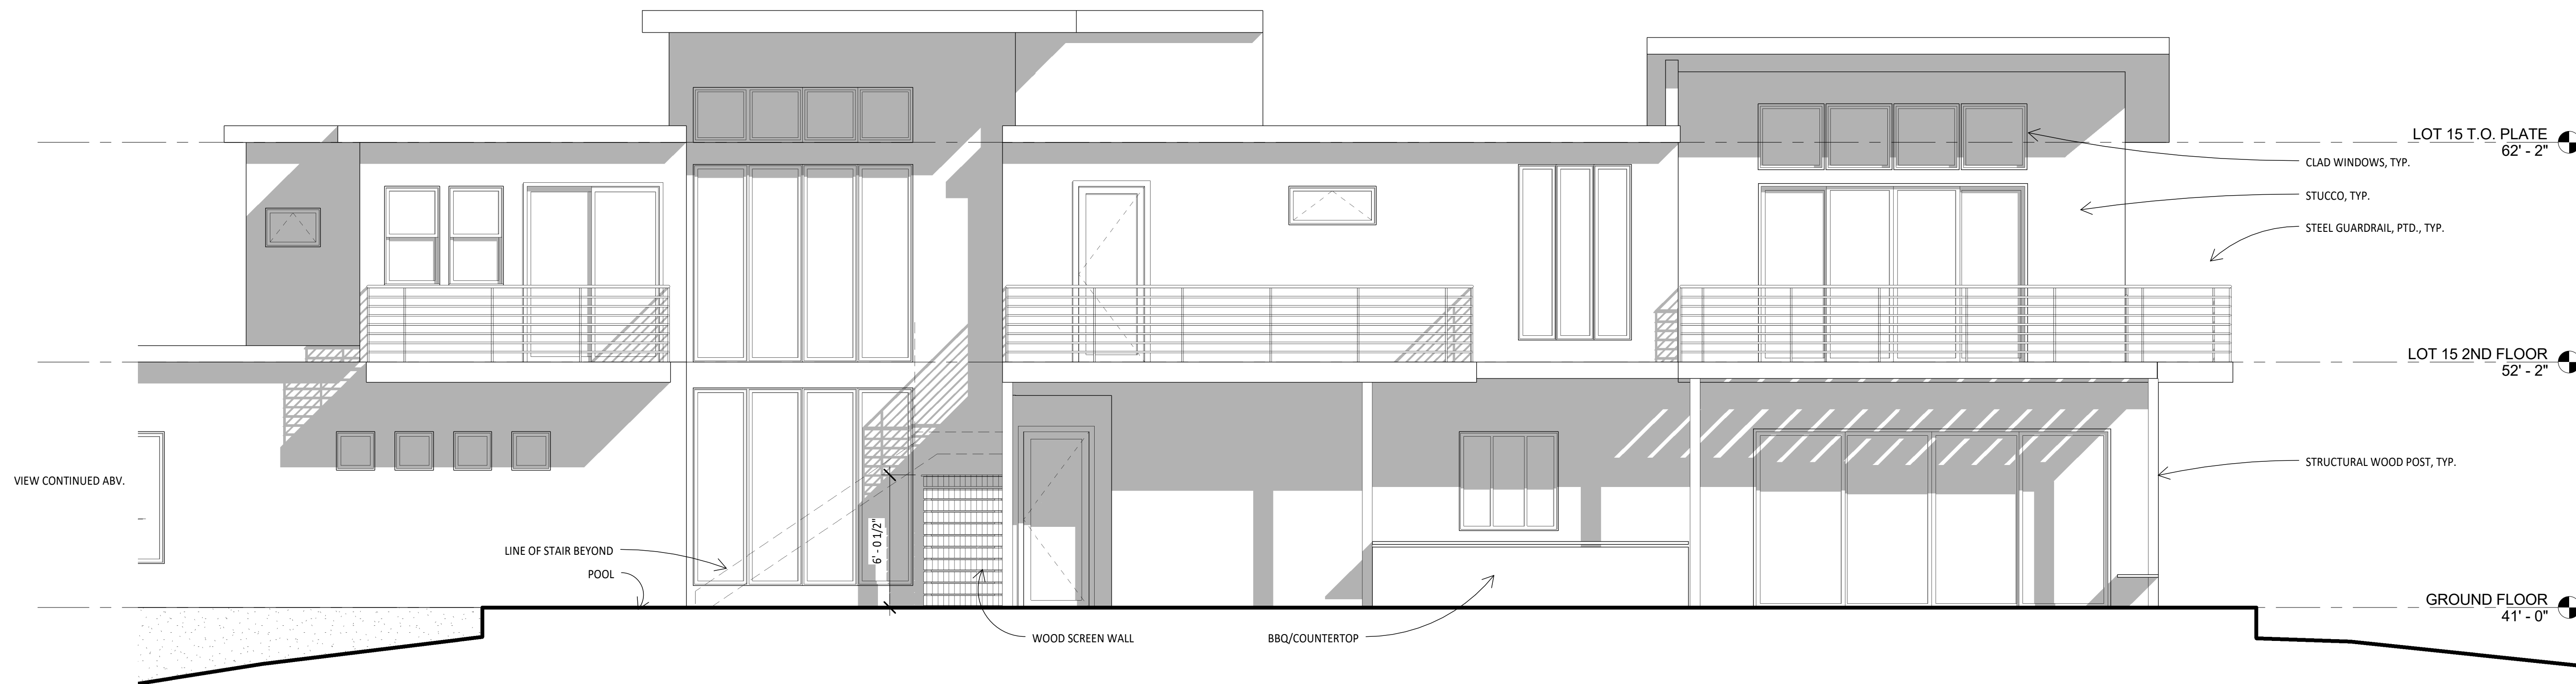 LOT 15 T.O. PLATE
62' - 2"
CLAD WINDOWS, TYP.
STUCCO, TYP.
STEEL GUARDRAIL, PTD., TYP.
LOT 15 2ND FLOOR
52' - 2"
STRUCTURAL WOOD POST, TYP.
VIEW CONTINUED ABV.
6' - 0 1/2"
LINE OF STAIR BEYOND
POOL
GROUND FLOOR
41' - 0"
WOOD SCREEN WALL
BBQ/COUNTERTOP